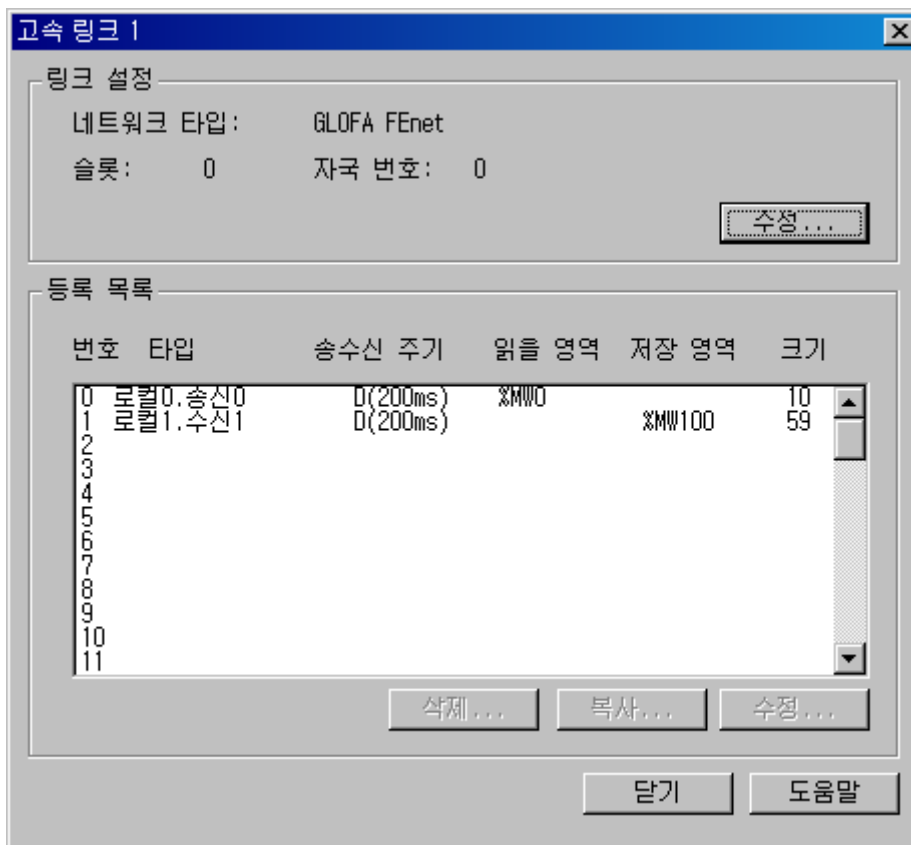 고속 링크 1
링크 설정
네트워크 타입: GLOFA FEnet
슬롯: 0 자국 번호: 0
수정...
등록 목록
번호 타입 송수신 주기 읽을 영역 저장 영역 크기
0 로컬0.송신0 D(200ms) %MW0 10
1 로컬1.수신1 D(200ms) %MW100 59
2
3
4
5
6
7
8
9
10
11
삭제... 복사... 수정...
닫기 도움말